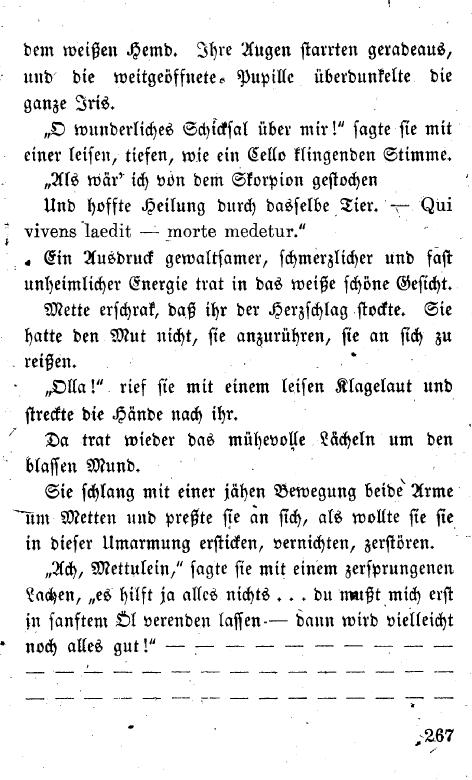 dem weißen Hemd. Ihre Augen starrten geradeaus,
und die weitgeöffnete Pupille überdunkelte die
ganze Iris.
„O wunderliches Schicksal über mir!“ sagte sie mit
einer leisen, tiefen, wie ein Cello klingenden Stimme.
„Als wär’ ich von dem Skorpion gestochen
Und hoffte Heilung durch dasselbe Tier. — Qui
vivens laedit — morte medetur.“
Ein Ausdruck gewaltsamer, schmerzlicher und fast
unheimlicher Energie trat in das weiße schöne Gesicht.
Mette erschrak, daß ihr der Herzschlag stockte. Sie
hatte den Mut nicht, sie anzurühren, sie an sich zu
reißen.
„Olla!“ rief sie mit einem leisen Klagelaut und
streckte die Hände nach ihr.
Da trat wieder das mühevolle Lächeln um den
blassen Mund.
Sie schlang mit einer jähen Bewegung beide Arme
um Metten und preßte sie an sich, als wollte sie sie
in dieser Umarmung ersticken, vernichten, zerstören.
„Ach, Mettulein,“ sagte sie mit einem zersprungenen
Lachen, „es hilft ja alles nichts . . . du mußt mich erst
in sanftem Öl verenden lassen — dann wird vielleicht
noch alles gut!“ — — — — — — — — — —
— — — — — — — — — — — — — — —
— — — — — — — — — — — — — — —
267